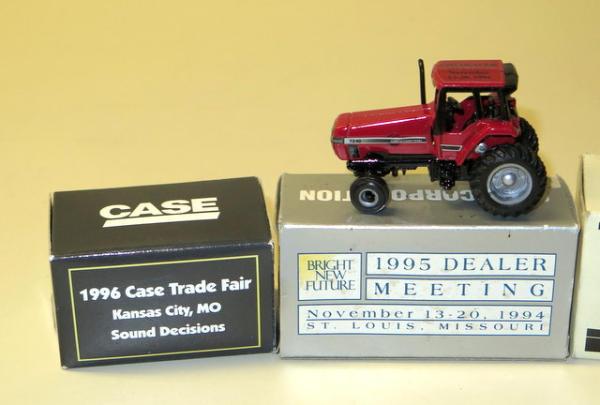 CASE
1996 Case Trade Fair
Kansas City, MO
Sound Decisions
CORPORATION
BRIGHT
NEW
FUTURE
1995 DEALER
MEETING
November 13-20, 1994
ST. LOUIS, MISSOURI